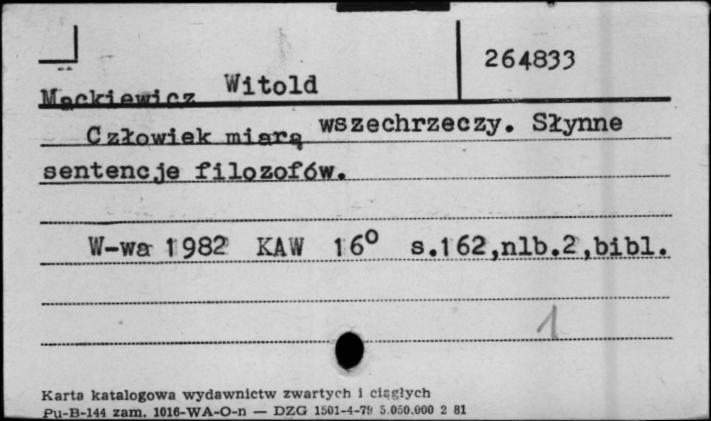 264833
Mackiewicz Witold
Człowiek miarą wszechrzeczy. Słynne
sentencje filozofów.
W-wa 1982 KAW 16° s.162,nlb.2,bibl.
1
Karta katalogowa wydawnictw zwartych i ciągłych
Pu-B-144 zam. 1016-WA-O-n — DZG 1501-4-79 5.050.000 2 81